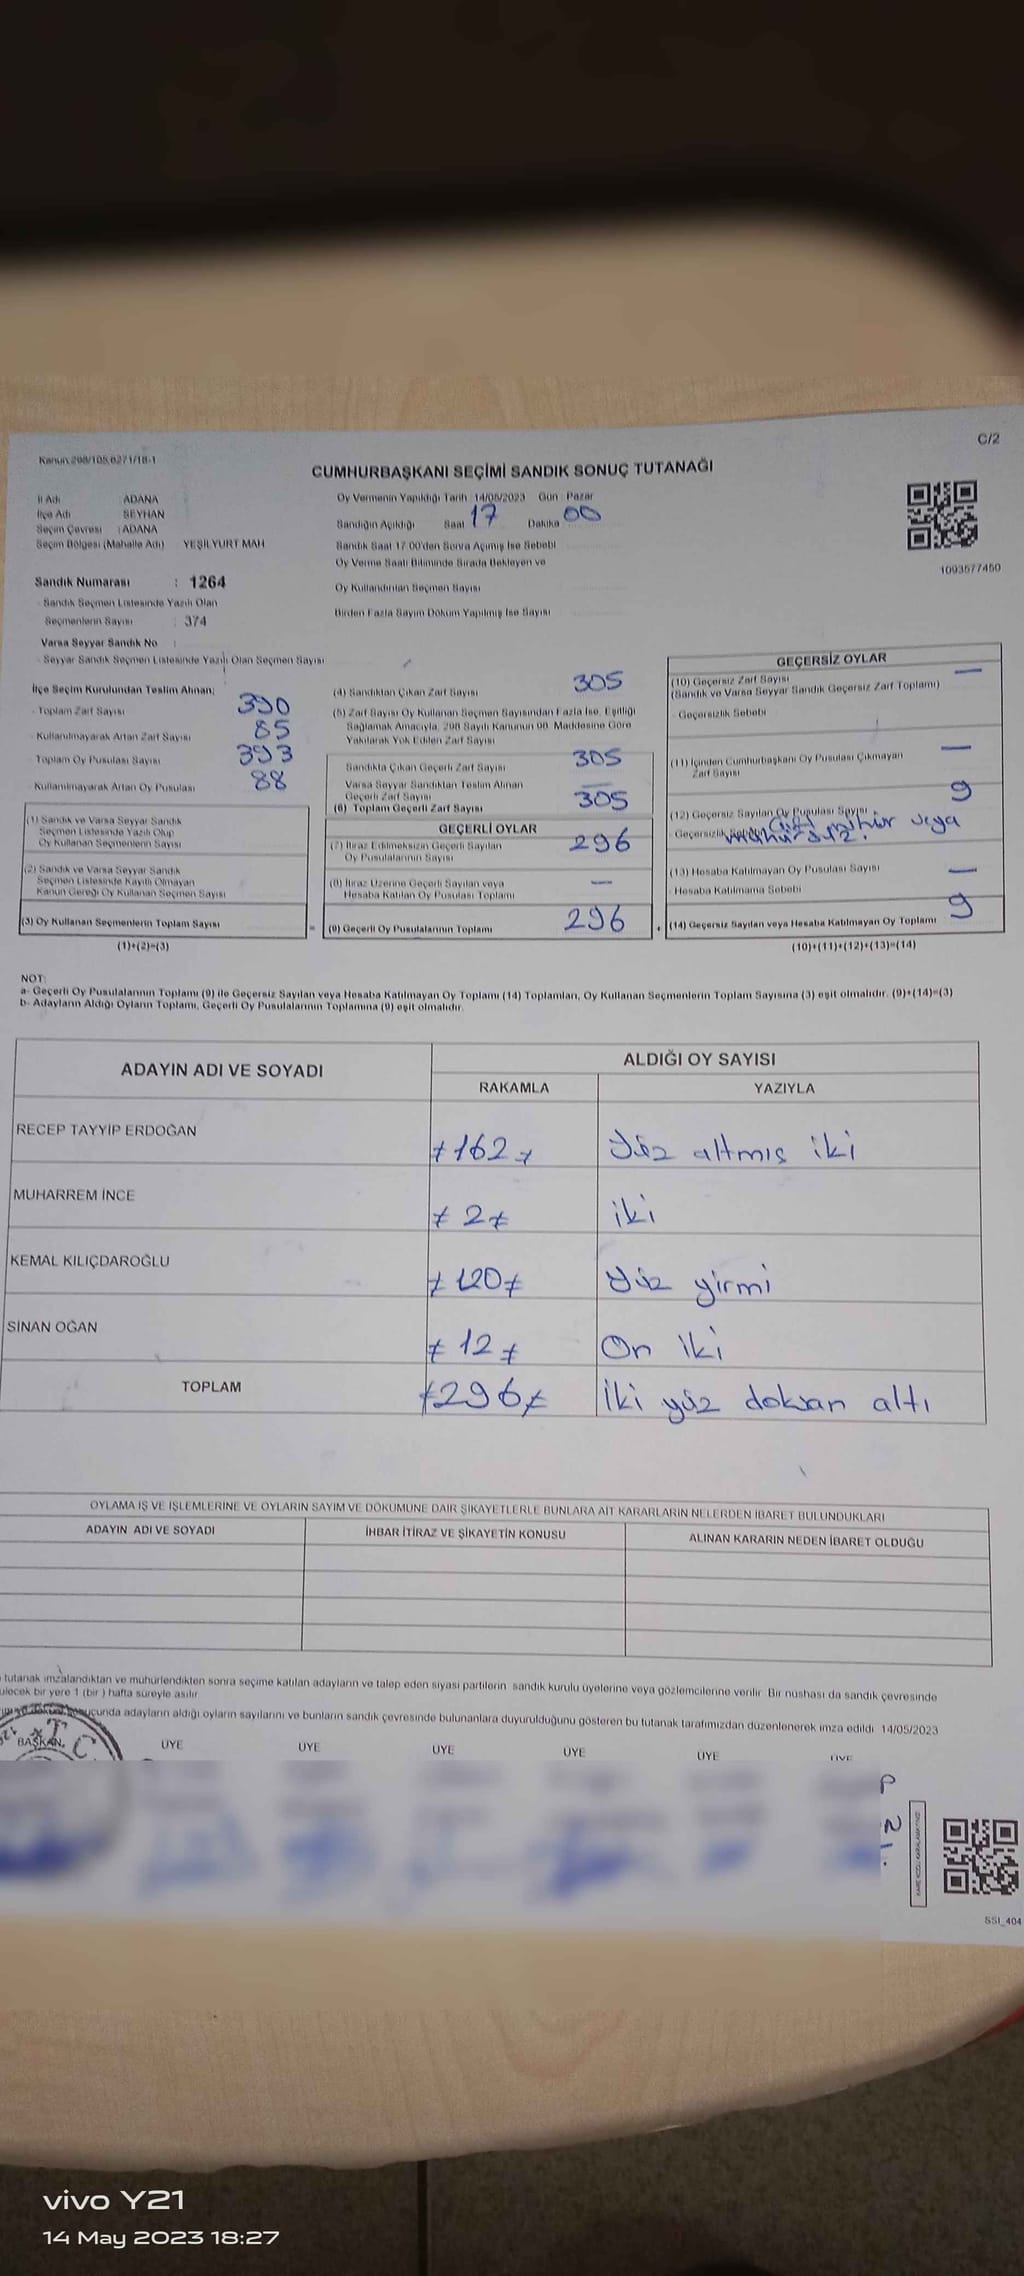 C/2
Kanun:298/105,6271/18-1
CUMHURBAŞKANI SEÇİMİ SANDIK SONUÇ TUTANAĞI
İl Adı : ADANA
İlçe Adı : SEYHAN
Seçim Çevresi : ADANA
Seçim Bölgesi (Mahalle Adı) YEŞİLYURT MAH
Oy Vermenin Yapıldığı Tarih 14/05/2023 Gün : Pazar
Sandığın Açıldığı Saat 17 Dakika 00
Sandık Saat 17.00'den Sonra Açımış İse Sebebi
Oy Verme Saati Bitiminde Sırada Bekleyen ve
Oy Kullandırılan Seçmen Sayısı
Birden Fazla Sayım Döküm Yapılmış İse Sayısı
1093577450
Sandık Numarası : 1264
- Sandık Seçmen Listesinde Yazılı Olan
Seçmenlerin Sayısı : 374
Varsa Seyyar Sandık No :
- Seyyar Sandık Seçmen Listesinde Yazılı Olan Seçmen Sayısı
İlçe Seçim Kurulundan Teslim Alınan;
- Toplam Zarf Sayısı 390
- Kullanılmayarak Artan Zarf Sayısı 85
- Toplam Oy Pusulası Sayısı 393
- Kullanılmayarak Artan Oy Pusulası 88
(1) Sandık ve Varsa Seyyar Sandık
Seçmen Listesinde Yazılı Olup
Oy Kullanan Seçmenlerin Sayısı
(2) Sandık ve Varsa Seyyar Sandık
Seçmen Listesinde Kayıtlı Olmayan
Kanun Gereği Oy Kullanan Seçmen Sayısı
(3) Oy Kullanan Seçmenlerin Toplam Sayısı =
(1)+(2)=(3)
(4) Sandıktan Çıkan Zarf Sayısı 305
(5) Zarf Sayısı Oy Kullanan Seçmen Sayısından Fazla İse, Eşitliği
Sağlamak Amacıyla, 298 Sayılı Kanunun 98. Maddesine Göre
Yakılarak Yok Edilen Zarf Sayısı
Sandıkta Çıkan Geçerli Zarf Sayısı 305
Varsa Seyyar Sandıktan Teslim Alınan
Geçerli Zarf Sayısı —
(6) Toplam Geçerli Zarf Sayısı 305
GEÇERLİ OYLAR
(7) İtiraz Edilmeksizin Geçerli Sayılan
Oy Pusulalarının Sayısı 296
(8) İtiraz Üzerine Geçerli Sayılan veya
Hesaba Katılan Oy Pusulası Toplamı —
(9) Geçerli Oy Pusulalarının Toplamı 296 +
GEÇERSİZ OYLAR
(10) Geçersiz Zarf Sayısı —
(Sandık ve Varsa Seyyar Sandık Geçersiz Zarf Toplamı)
- Geçersizlik Sebebi
(11) İçinden Cumhurbaşkanı Oy Pusulası Çıkmayan
Zarf Sayısı —
(12) Geçersiz Sayılan Oy Pusulası Sayısı 9
- Geçersizlik Sebebi Çift mühür veya
(13) Hesaba Katılmayan Oy Pusulası Sayısı —
- Hesaba Katılmama Sebebi
(14) Geçersiz Sayılan veya Hesaba Katılmayan Oy Toplamı 9
(10)+(11)+(12)+(13)=(14)
NOT:
a- Geçerli Oy Pusulalarının Toplamı (9) ile Geçersiz Sayılan veya Hesaba Katılmayan Oy Toplamı (14) Toplamları, Oy Kullanan Seçmenlerin Toplam Sayısına (3) eşit olmalıdır. (9)+(14)=(3)
b- Adayların Aldığı Oyların Toplamı, Geçerli Oy Pusulalarının Toplamına (9) eşit olmalıdır.
ADAYIN ADI VE SOYADI ALDIĞI OY SAYISI
RAKAMLA YAZIYLA
RECEP TAYYİP ERDOĞAN 162 Yüz altmış iki
MUHARREM İNCE 2 iki
KEMAL KILIÇDAROĞLU 120 Yüz yirmi
SİNAN OĞAN 12 On iki
TOPLAM 296 İki yüz doksan altı
OYLAMA İŞ VE İŞLEMLERİNE VE OYLARIN SAYIM VE DÖKÜMÜNE DAİR ŞİKAYETLERLE BUNLARA AİT KARARLARIN NELERDEN İBARET BULUNDUKLARI
ADAYIN ADI VE SOYADI İHBAR İTİRAZ VE ŞİKAYETİN KONUSU ALINAN KARARIN NEDEN İBARET OLDUĞU
tutanak imzalandıktan ve mühürlendikten sonra seçime katılan adayların ve talep eden siyasi partilerin sandık kurulu üyelerine veya gözlemcilerine verilir. Bir nüshası da sandık çevresinde
bir yere 1 (bir) hafta süreyle asılır.
adayların aldığı oyların sayılarını ve bunların sandık çevresinde bulunanlara duyurulduğunu gösteren bu tutanak tarafımızdan düzenlenerek imza edildi. 14/05/2023
BAŞKAN ÜYE ÜYE ÜYE ÜYE ÜYE ÜYE
T.C
SSI_404
vivo Y21
14 May 2023 18:27